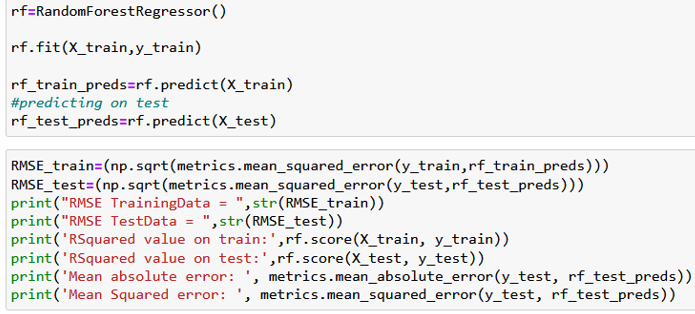 rf=RandomForestRegressor()
rf.fit(X_train,y_train)
rf_train_preds=rf.predict(X_train)
#predicting on test
rf_test_preds=rf.predict(X_test)
RMSE_train=(np.sqrt(metrics.mean_squared_error(y_train,rf_train_preds)))
RMSE_test=(np.sqrt(metrics.mean_squared_error(y_test,rf_test_preds)))
print("RMSE TrainingData = ",str(RMSE_train))
print("RMSE TestData = ",str(RMSE_test))
print('RSquared value on train:',rf.score(X_train, y_train))
print('RSquared value on test:',rf.score(X_test, y_test))
print('Mean absolute error: ', metrics.mean_absolute_error(y_test, rf_test_preds))
print('Mean Squared error: ', metrics.mean_squared_error(y_test, rf_test_preds))